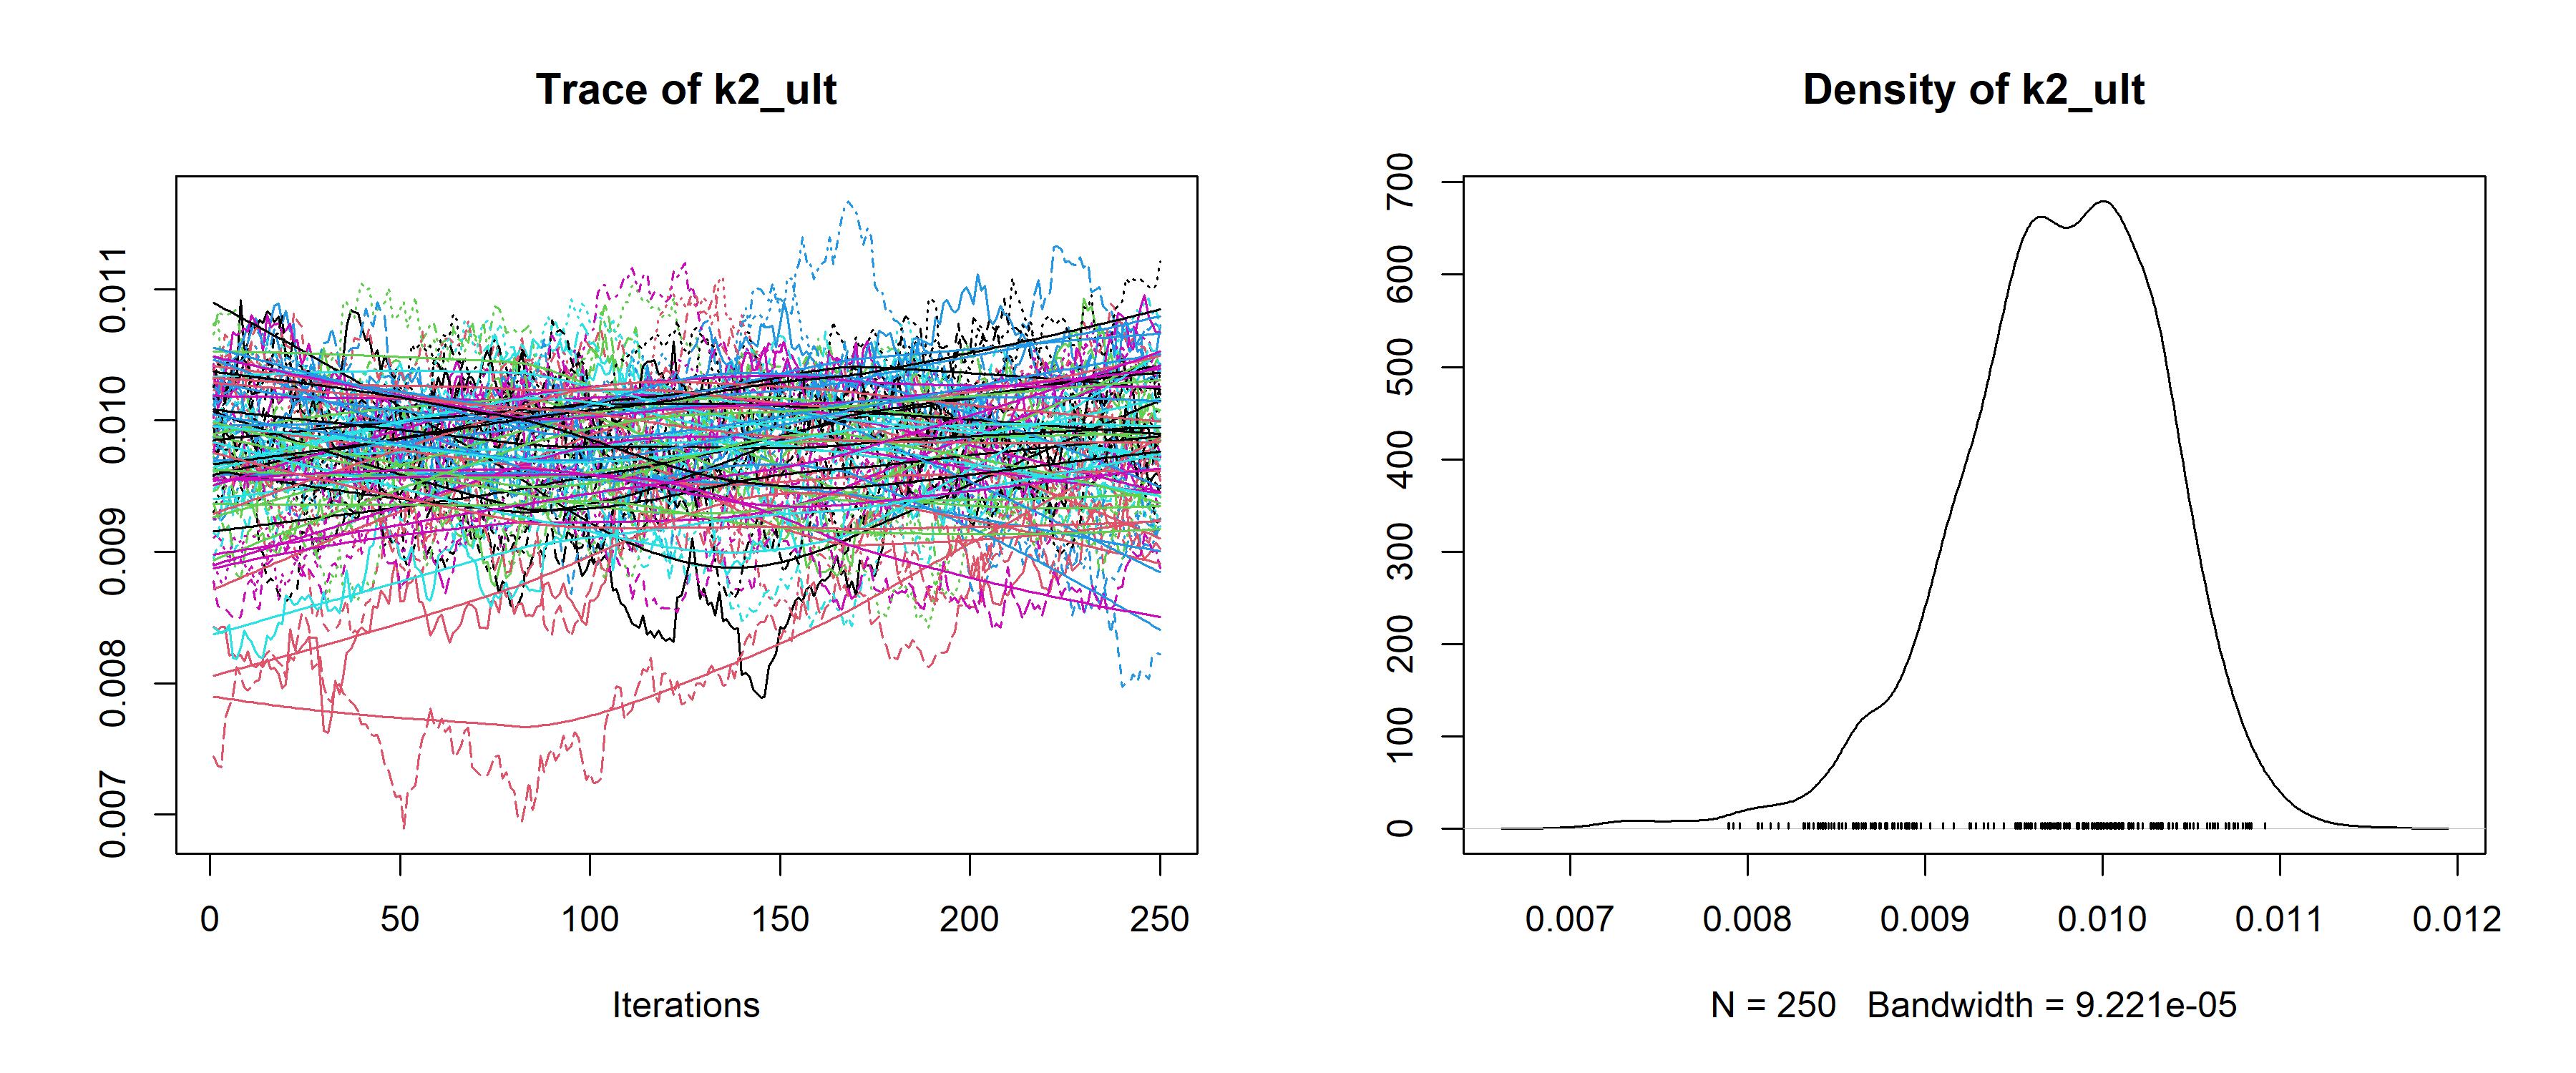 Trace of k2_ult
0.011
0.010
0.009
0.008
0.007
0 50 100 150 200 250
Iterations
Density of k2_ult
700
600
500
400
300
200
100
0
0.007 0.008 0.009 0.010 0.011 0.012
N = 250 Bandwidth = 9.221e-05